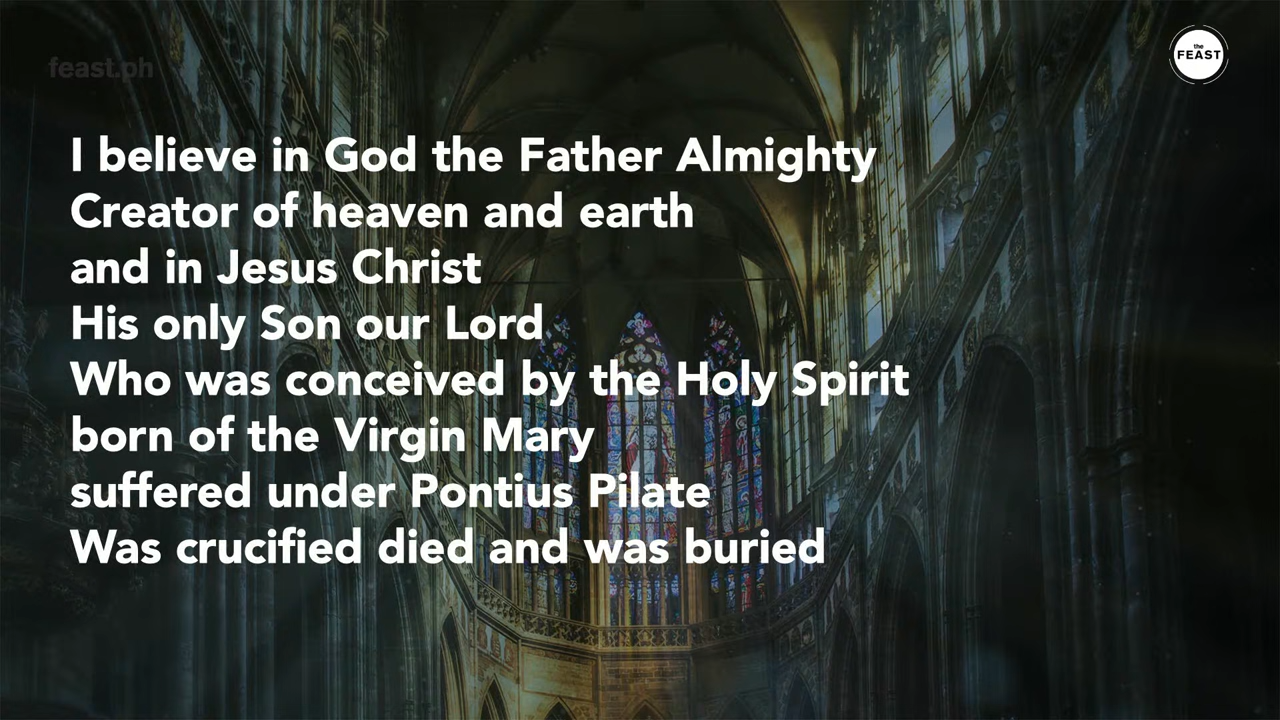 feast.ph
the
FEAST
I believe in God the Father Almighty
Creator of heaven and earth
and in Jesus Christ
His only Son our Lord
Who was conceived by the Holy Spirit
born of the Virgin Mary
suffered under Pontius Pilate
Was crucified died and was buried